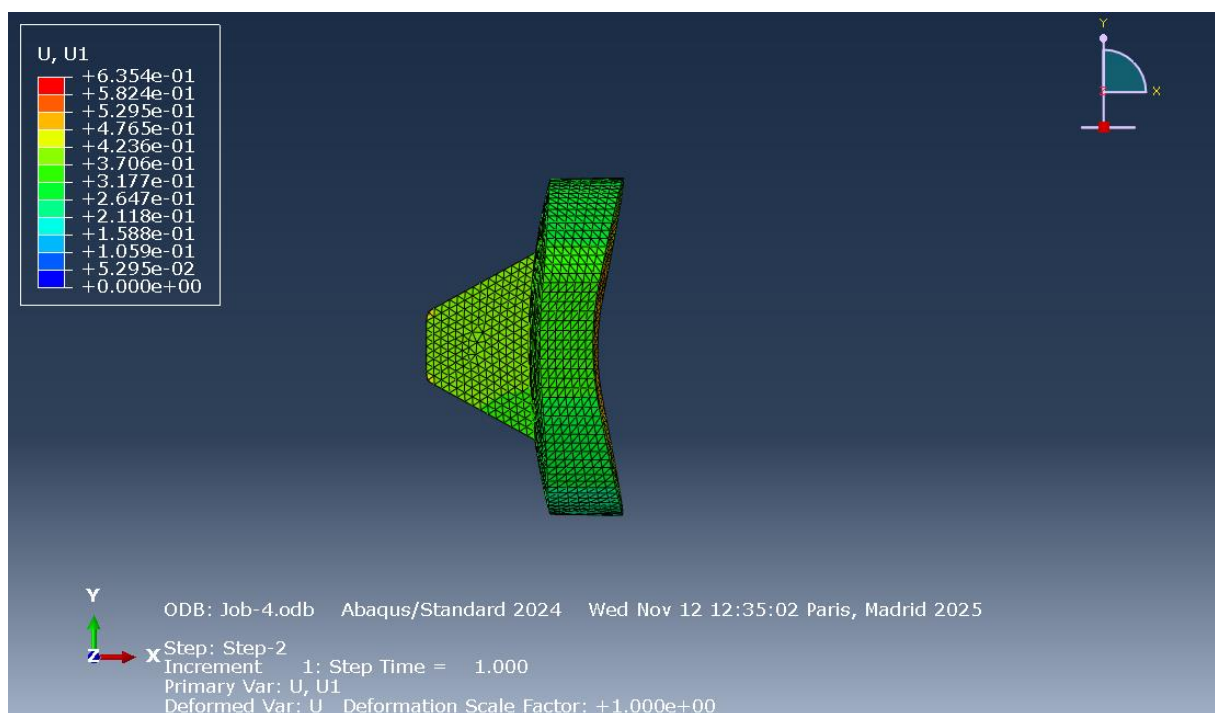 U, U1
+6.354e-01
+5.824e-01
+5.295e-01
+4.765e-01
+4.236e-01
+3.706e-01
+3.177e-01
+2.647e-01
+2.118e-01
+1.588e-01
+1.059e-01
+5.295e-02
+0.000e+00
Y
Z X
Y
Z X
ODB: Job-4.odb Abaqus/Standard 2024 Wed Nov 12 12:35:02 Paris, Madrid 2025
Step: Step-2
Increment 1: Step Time = 1.000
Primary Var: U, U1
Deformed Var: U Deformation Scale Factor: +1.000e+00